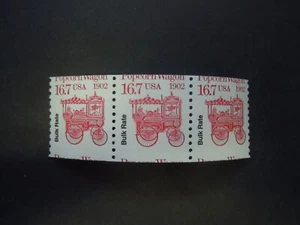 Popcorn Wagon Popcorn Wagon Popcorn Wagon
16.7 USA 1902 16.7 USA 1902 16.7 USA 1902
Bulk Rate Bulk Rate Bulk Rate